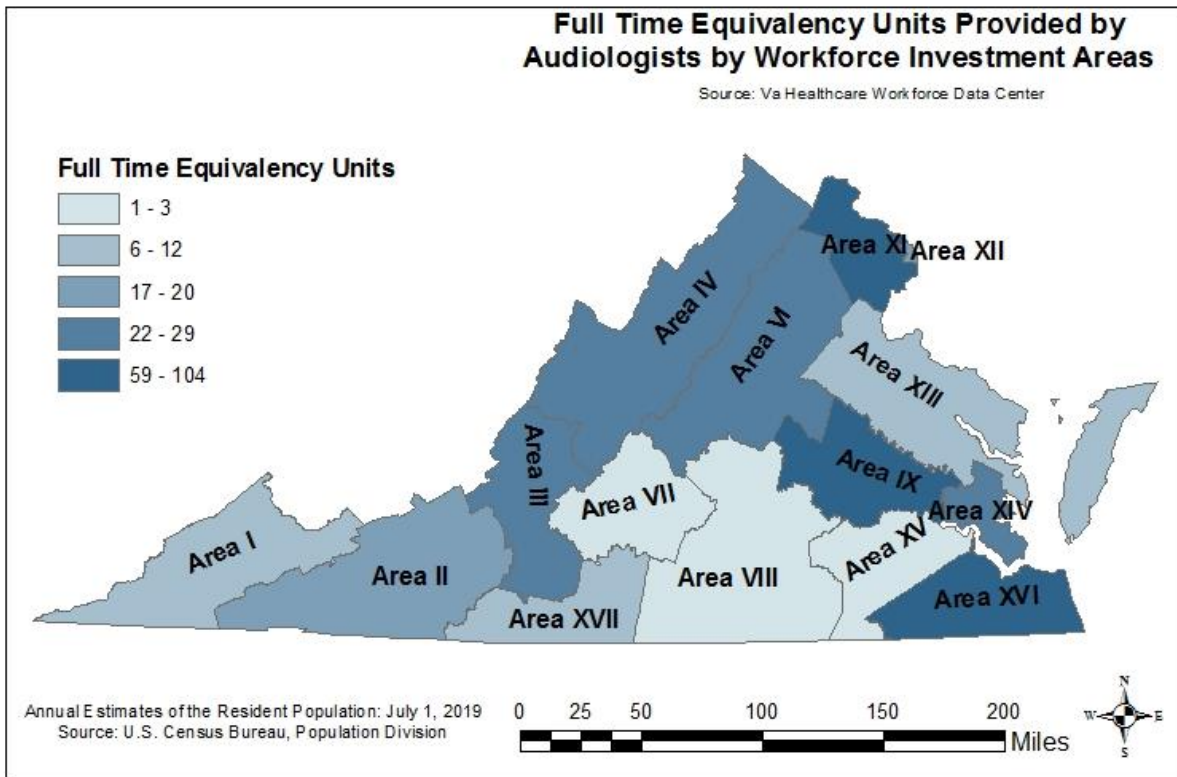 Full Time Equivalency Units Provided by
Audiologists by Workforce Investment Areas
Source: Va Healthcare Workforce Data Center
Full Time Equivalency Units
1 - 3
6 - 12
17 - 20
22 - 29
59 - 104
Area XI
Area XII
Area IV
Area VI
Area XIII
Area III
Area IX
Area VII
Area XIV
Area I
Area XV
Area II
Area VIII
Area XVI
Area XVII
Annual Estimates of the Resident Population: July 1, 2019
Source: U.S. Census Bureau, Population Division
0 25 50 100 150 200
Miles
N
W E
S